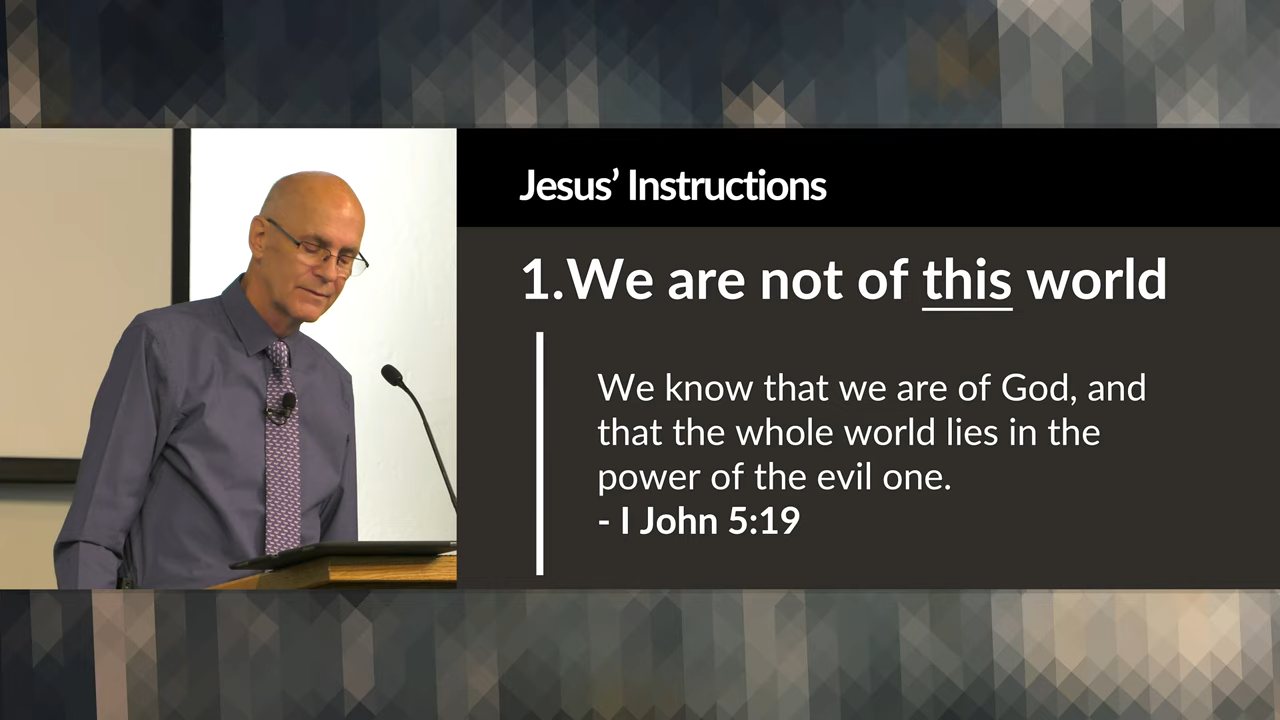 Jesus’ Instructions
1.We are not of this world
We know that we are of God, and
that the whole world lies in the
power of the evil one.
- I John 5:19